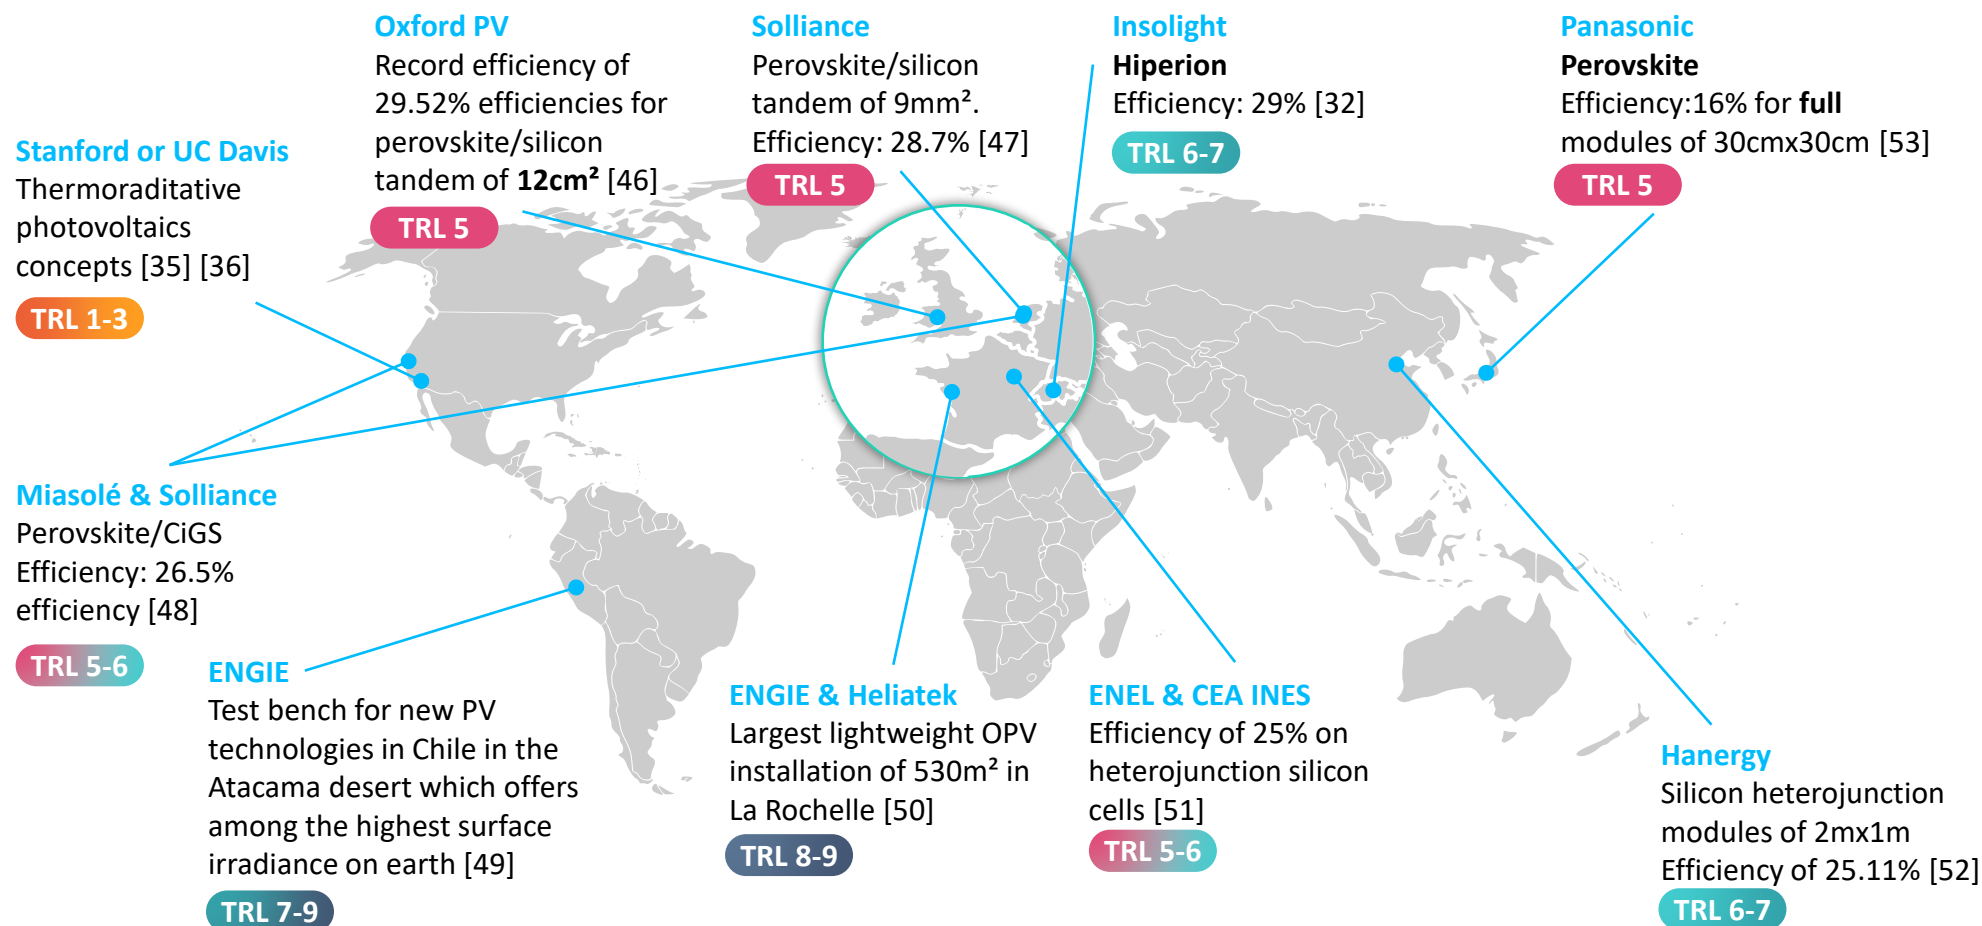 Oxford PV
Record efficiency of
29.52% efficiencies for
perovskite/silicon
tandem of 12cm² [46]
TRL 5
Solliance
Perovskite/silicon
tandem of 9mm².
Efficiency: 28.7% [47]
TRL 5
Insolight
Hiperion
Efficiency: 29% [32]
TRL 6-7
Panasonic
Perovskite
Efficiency:16% for full
modules of 30cmx30cm [53]
TRL 5
Stanford or UC Davis
Thermoraditative
photovoltaics
concepts [35] [36]
TRL 1-3
Miasolé & Solliance
Perovskite/CiGS
Efficiency: 26.5%
efficiency [48]
TRL 5-6
ENGIE
Test bench for new PV
technologies in Chile in the
Atacama desert which offers
among the highest surface
irradiance on earth [49]
TRL 7-9
ENGIE & Heliatek
Largest lightweight OPV
installation of 530m² in
La Rochelle [50]
TRL 8-9
ENEL & CEA INES
Efficiency of 25% on
heterojunction silicon
cells [51]
TRL 5-6
Hanergy
Silicon heterojunction
modules of 2mx1m
Efficiency of 25.11% [52]
TRL 6-7